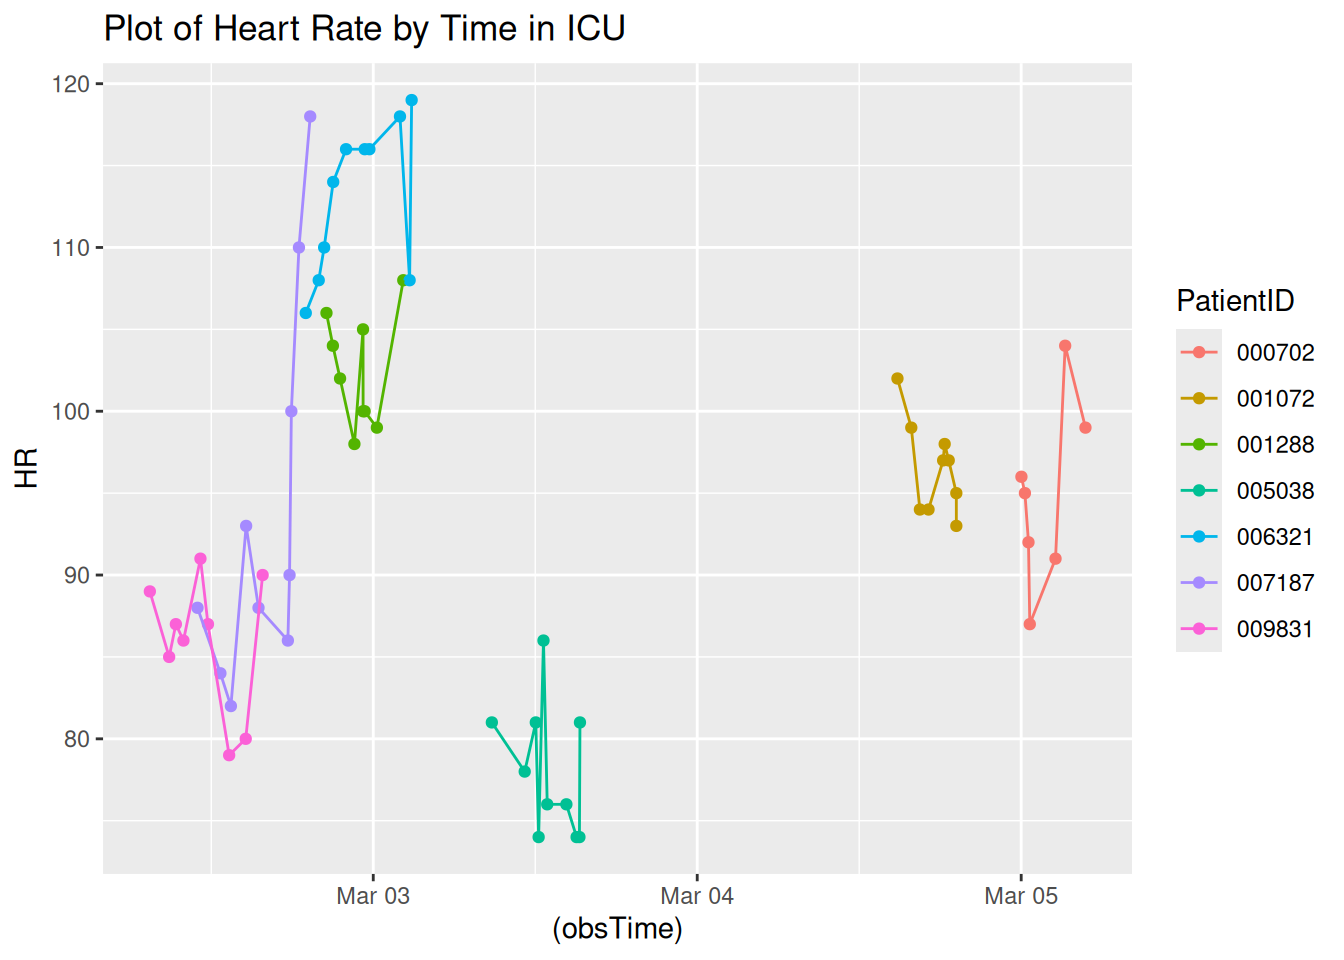 Plot of Heart Rate by Time in ICU
120
110
100
90
80
HR
Mar 03
Mar 04
Mar 05
(obsTime)
PatientID
000702
001072
001288
005038
006321
007187
009831